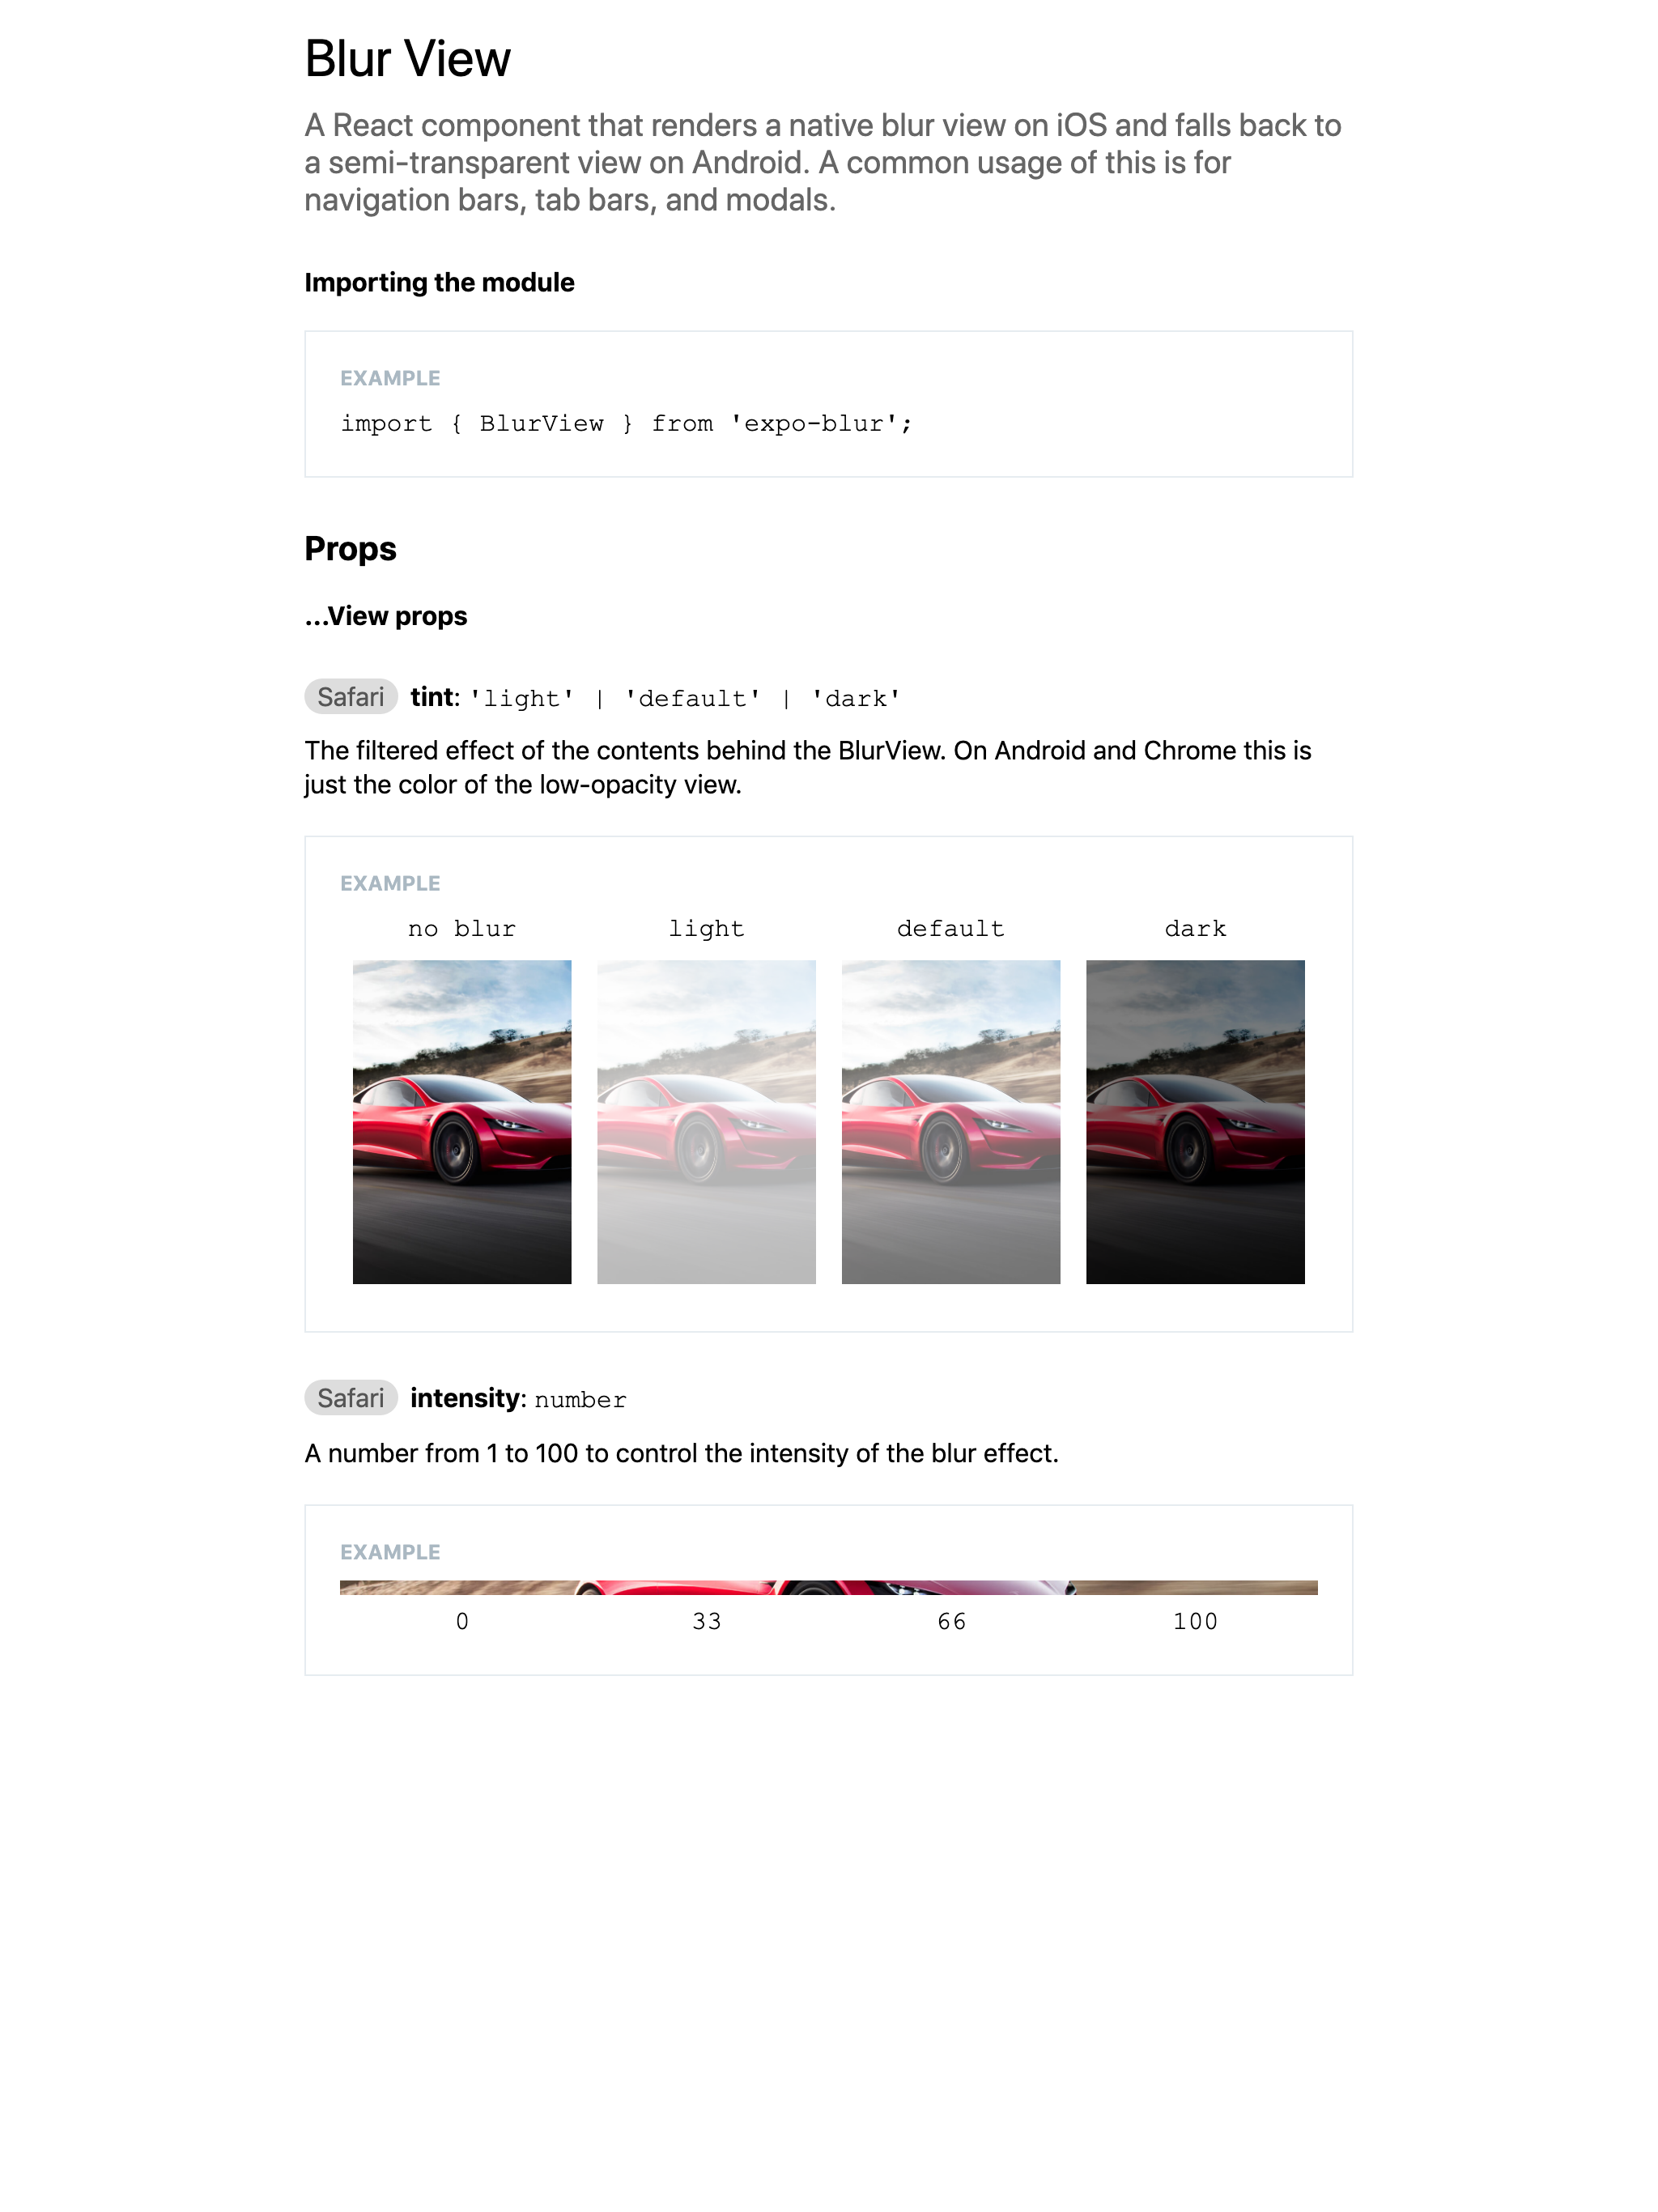 Blur View
A React component that renders a native blur view on iOS and falls back to
a semi-transparent view on Android. A common usage of this is for
navigation bars, tab bars, and modals.
Importing the module
EXAMPLE
import { BlurView } from 'expo-blur';
Props
...View props
Safari tint: 'light' | 'default' | 'dark'
The filtered effect of the contents behind the BlurView. On Android and Chrome this is
just the color of the low-opacity view.
EXAMPLE
no blur light default dark
Safari intensity: number
A number from 1 to 100 to control the intensity of the blur effect.
EXAMPLE
0 33 66 100